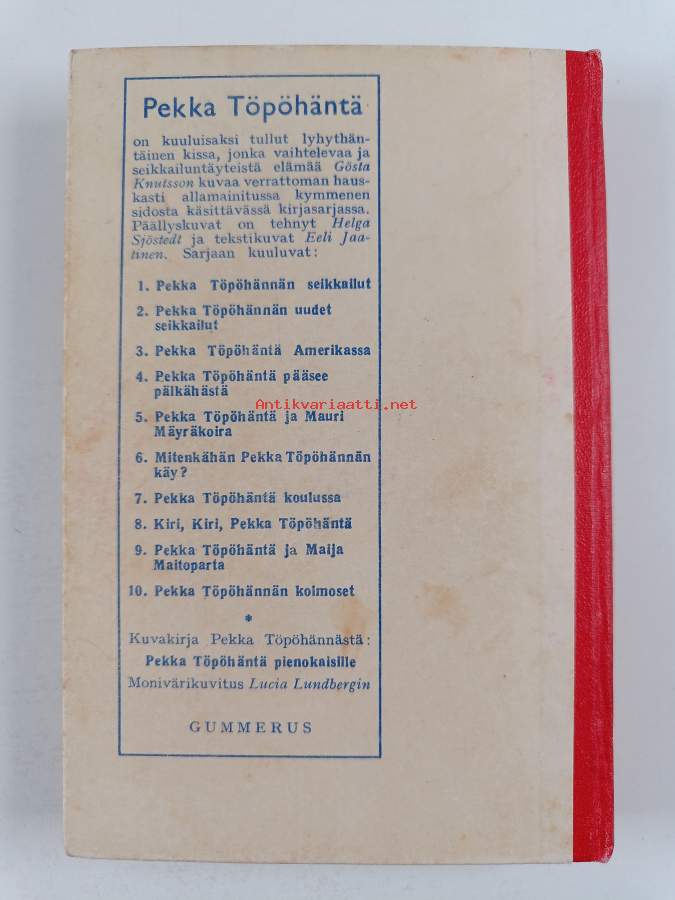 Pekka Töpöhäntä
on kuuluisaksi tullut lyhythän-
täinen kissa, jonka vaihtelevaa ja
seikkailuntäyteistä elämää Gösta
Knutsson kuvaa verrattoman haus-
kasti allamainitussa kymmenen
sidosta käsittävässä kirjasarjassa.
Päällyskuvat on tehnyt Helga
Sjöstedt ja tekstikuvat Eeli Jaa-
tinen. Sarjaan kuuluvat:
1. Pekka Töpöhännän seikkailut
2. Pekka Töpöhännän uudet
seikkailut
3. Pekka Töpöhäntä Amerikassa
4. Pekka Töpöhäntä pääsee
pälkähästä
Antikvariaatti.net
5. Pekka Töpöhäntä ja Mauri
Mäyräkoira
6. Mitenkähän Pekka Töpöhännän
käy?
7. Pekka Töpöhäntä koulussa
8. Kiri, Kiri, Pekka Töpöhäntä
9. Pekka Töpöhäntä ja Maija
Maitoparta
10. Pekka Töpöhännän kolmoset
*
Kuvakirja Pekka Töpöhännästä:
Pekka Töpöhäntä pienokaisille
Monivärikuvitus Lucia Lundbergin
GUMMERUS